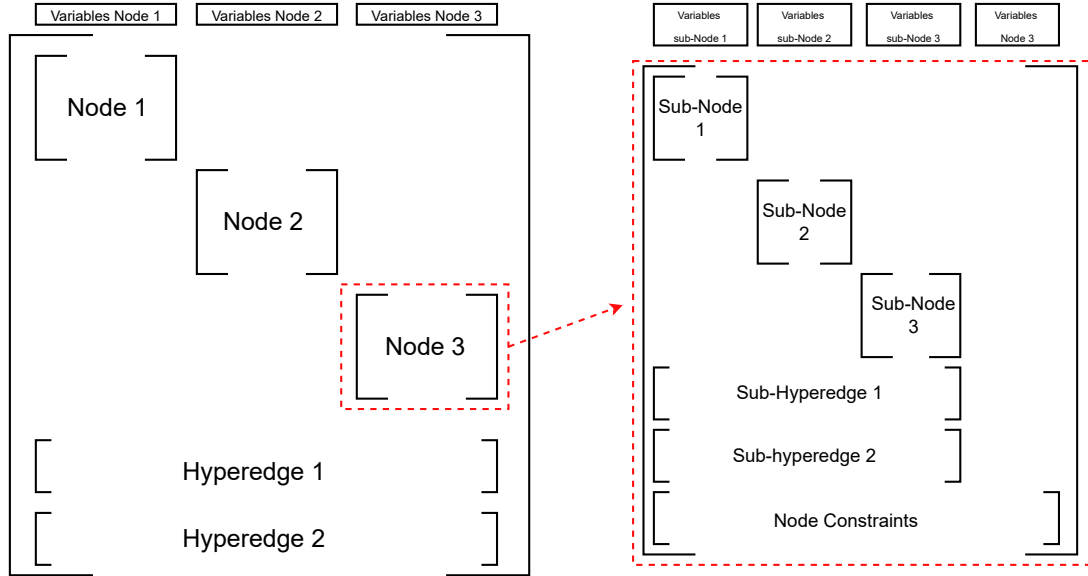 Variables Node 1
Variables Node 2
Variables Node 3
Node 1
Node 2
Node 3
Hyperedge 1
Hyperedge 2
Variables
sub-Node 1
Variables
sub-Node 2
Variables
sub-Node 3
Variables
Node 3
Sub-Node
1
Sub-Node
2
Sub-Node
3
Sub-Hyperedge 1
Sub-hyperedge 2
Node Constraints